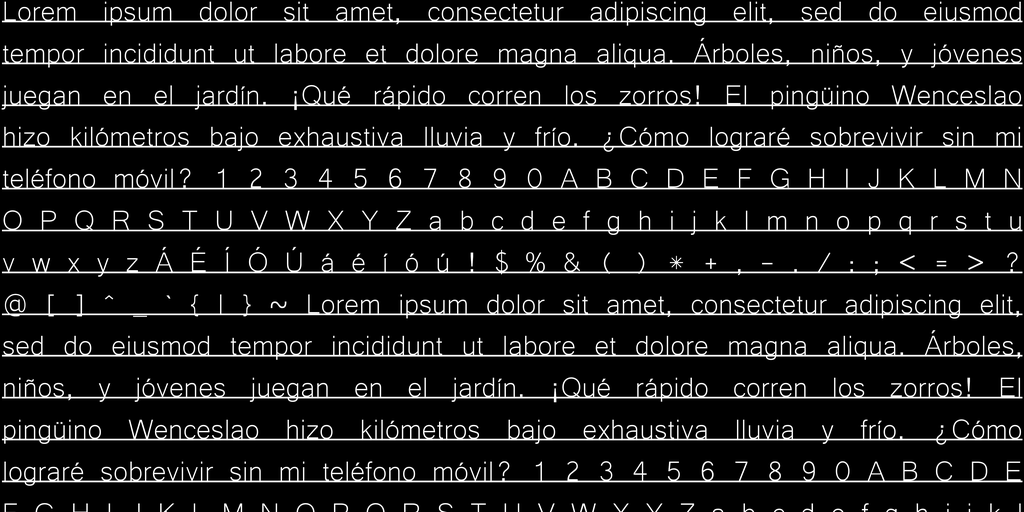 Lorem ipsum dolor sit amet, consectetur adipiscing elit, sed do eiusmod
tempor incididunt ut labore et dolore magna aliqua. Árboles, niños, y jóvenes
juegan en el jardín. ¡Qué rápido corren los zorros! El pingüino Wenceslao
hizo kilómetros bajo exhaustiva lluvia y frío. ¿Cómo lograré sobrevivir sin mi
teléfono móvil? 1 2 3 4 5 6 7 8 9 0 A B C D E F G H I J K L M N
O P Q R S T U V W X Y Z a b c d e f g h i j k l m n o p q r s t u
v w x y z Á É Í Ó Ú á é í ó ú ! $ % & ( ) * + , - . / : ; < = > ?
@ [ ] ^ _ ` { | } ~ Lorem ipsum dolor sit amet, consectetur adipiscing elit,
sed do eiusmod tempor incididunt ut labore et dolore magna aliqua. Árboles,
niños, y jóvenes juegan en el jardín. ¡Qué rápido corren los zorros! El
pingüino Wenceslao hizo kilómetros bajo exhaustiva lluvia y frío. ¿Cómo
lograré sobrevivir sin mi teléfono móvil? 1 2 3 4 5 6 7 8 9 0 A B C D E
F G H I J K L M N O P Q R S T U V W X Y Z a b c d e f g h i j k l